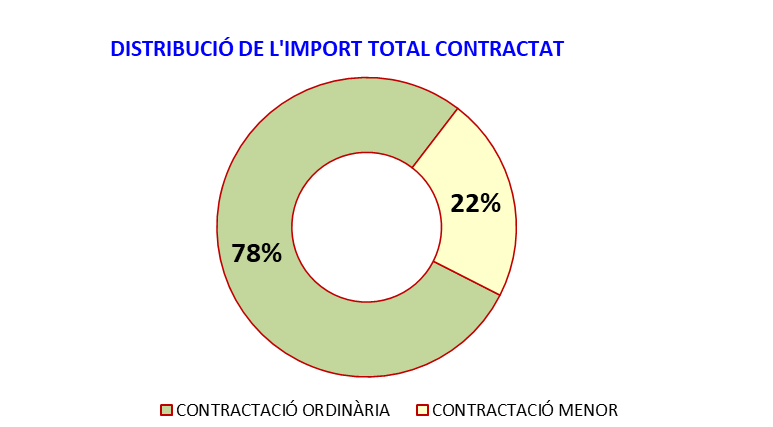 DISTRIBUCIÓ DE L'IMPORT TOTAL CONTRACTAT
22%
78%
CONTRACTACIÓ ORDINÀRIA CONTRACTACIÓ MENOR